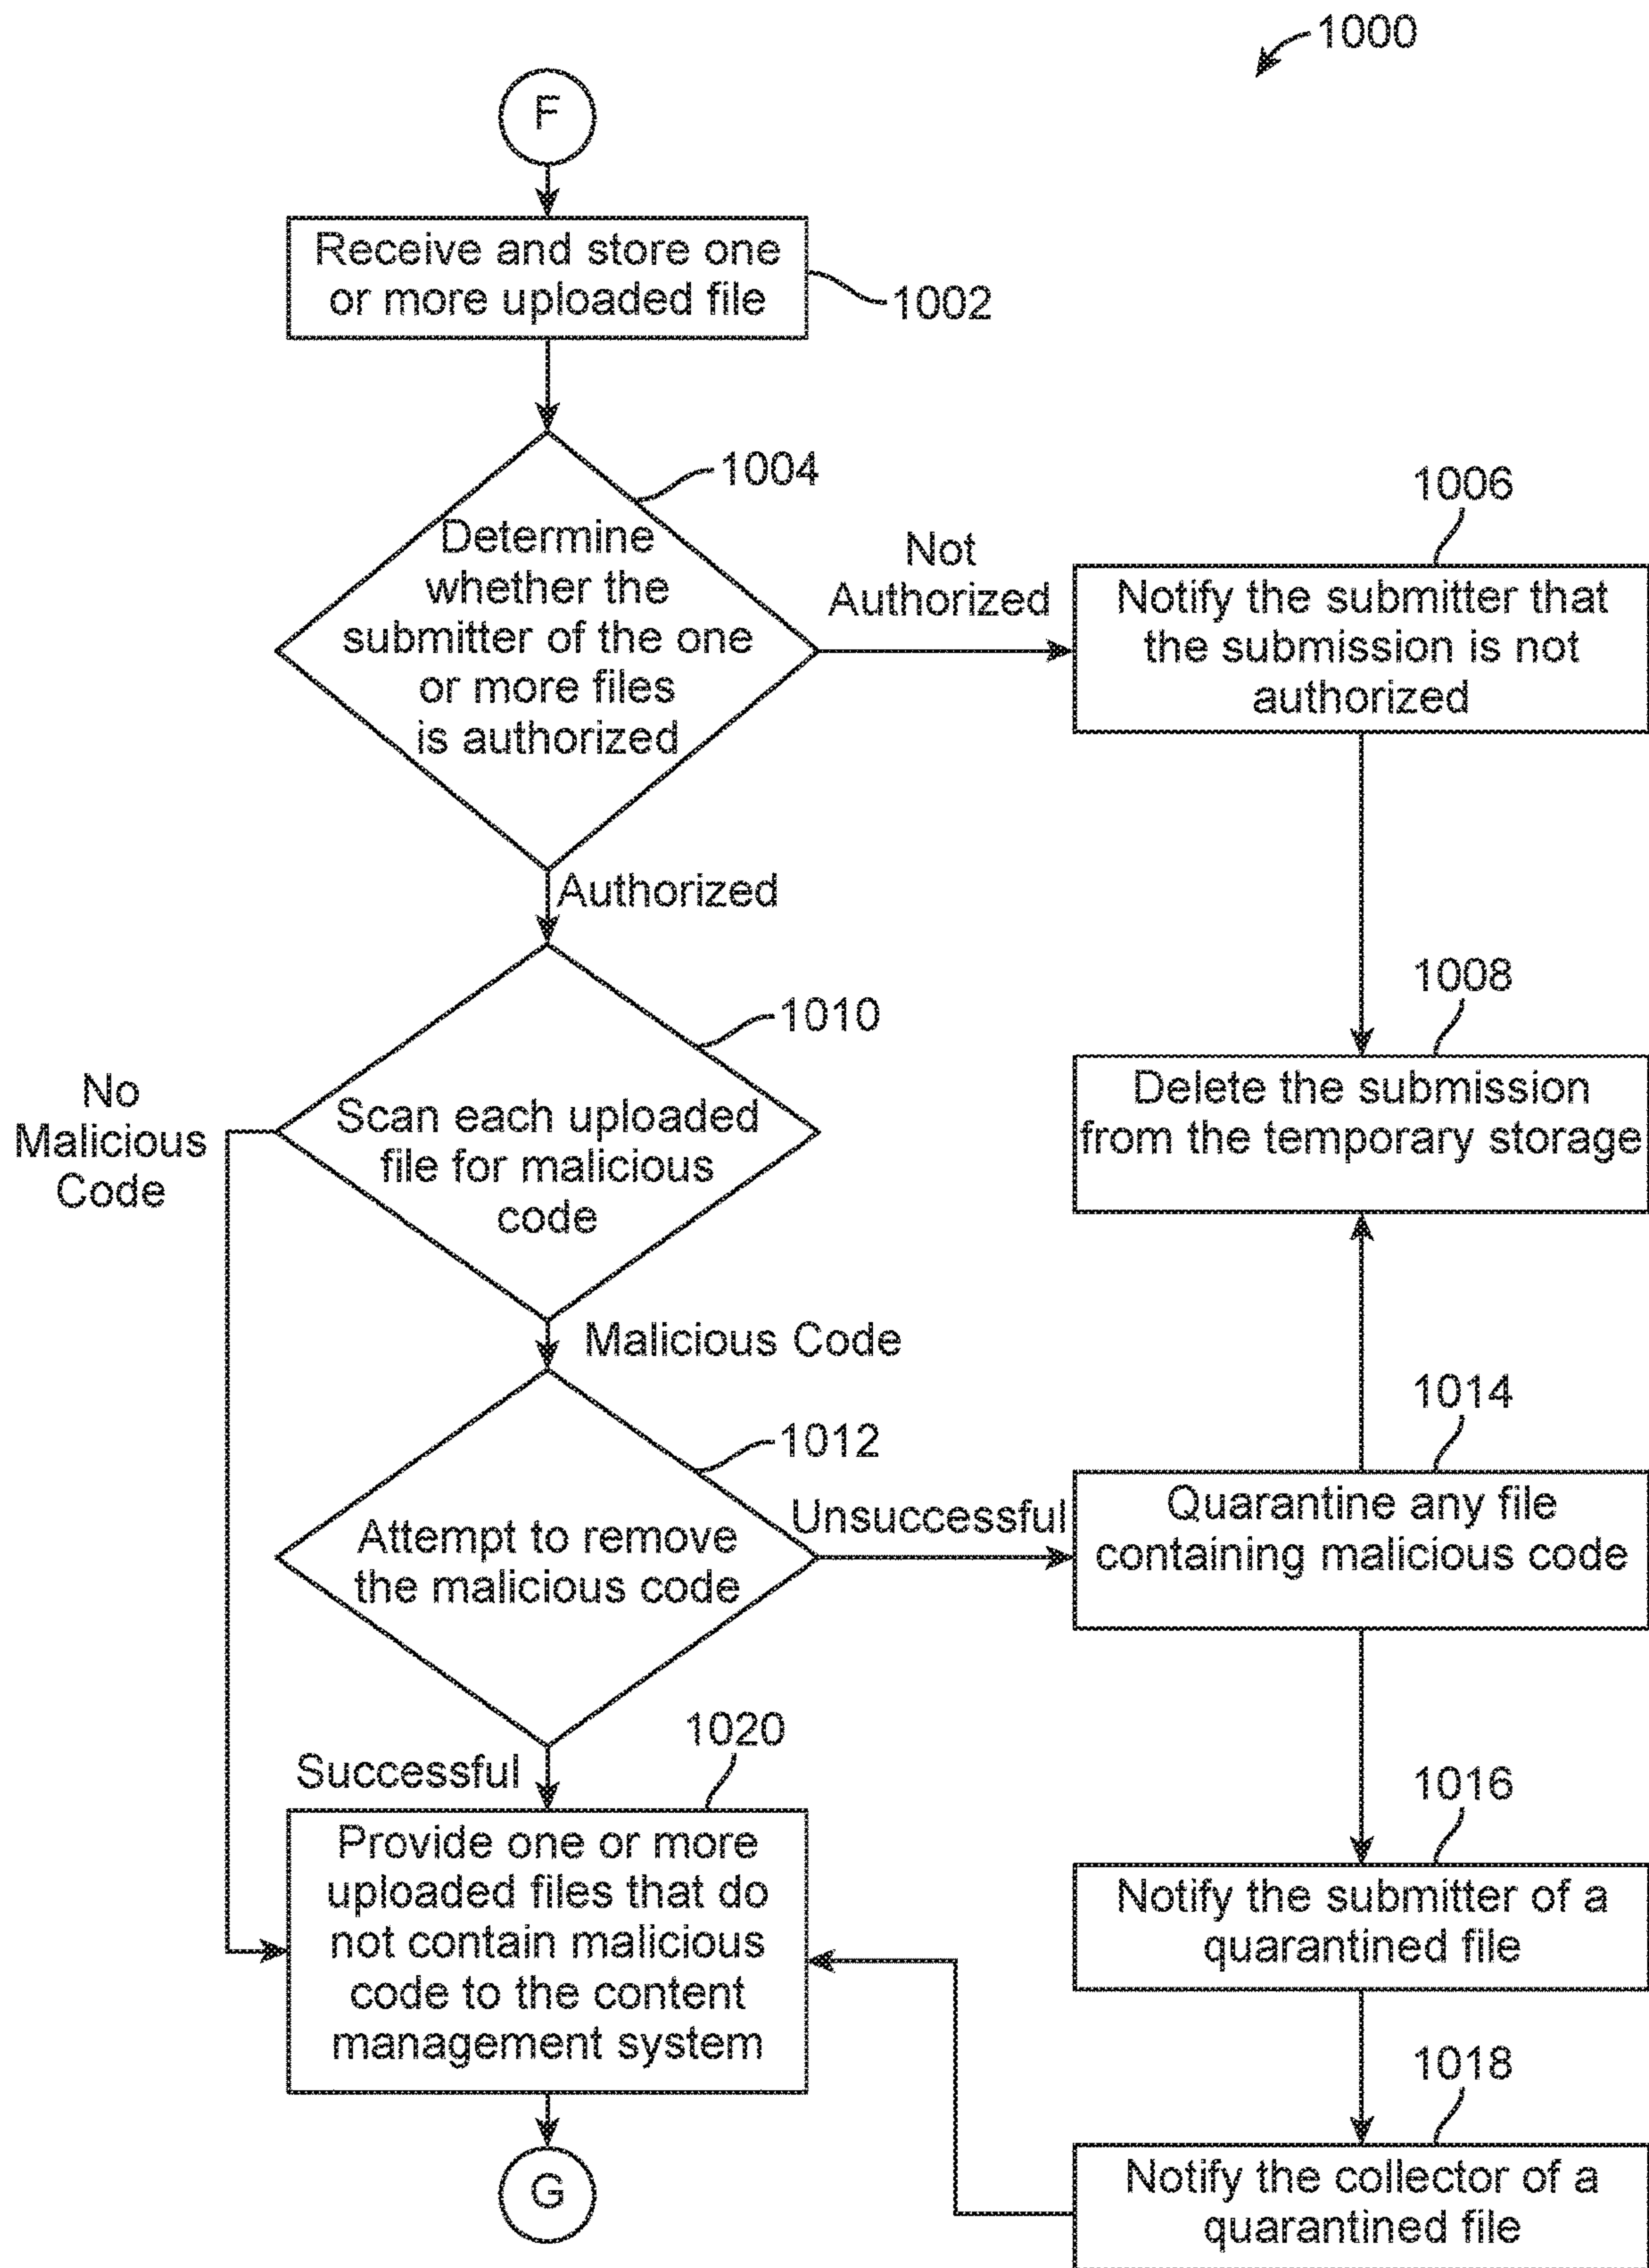 1000
F
Receive and store one
or more uploaded file
1002
1004
Determine
whether the
submitter of the one
or more files
is authorized
Not
Authorized
1006
Notify the submitter that
the submission is not
authorized
Authorized
1008
Delete the submission
from the temporary storage
1010
Scan each uploaded
file for malicious
code
No
Malicious
Code
Malicious Code
1012
Attempt to remove
the malicious code
Unsuccessful
1014
Quarantine any file
containing malicious code
Successful
1020
Provide one or more
uploaded files that do
not contain malicious
code to the content
management system
1016
Notify the submitter of a
quarantined file
1018
Notify the collector of a
quarantined file
G